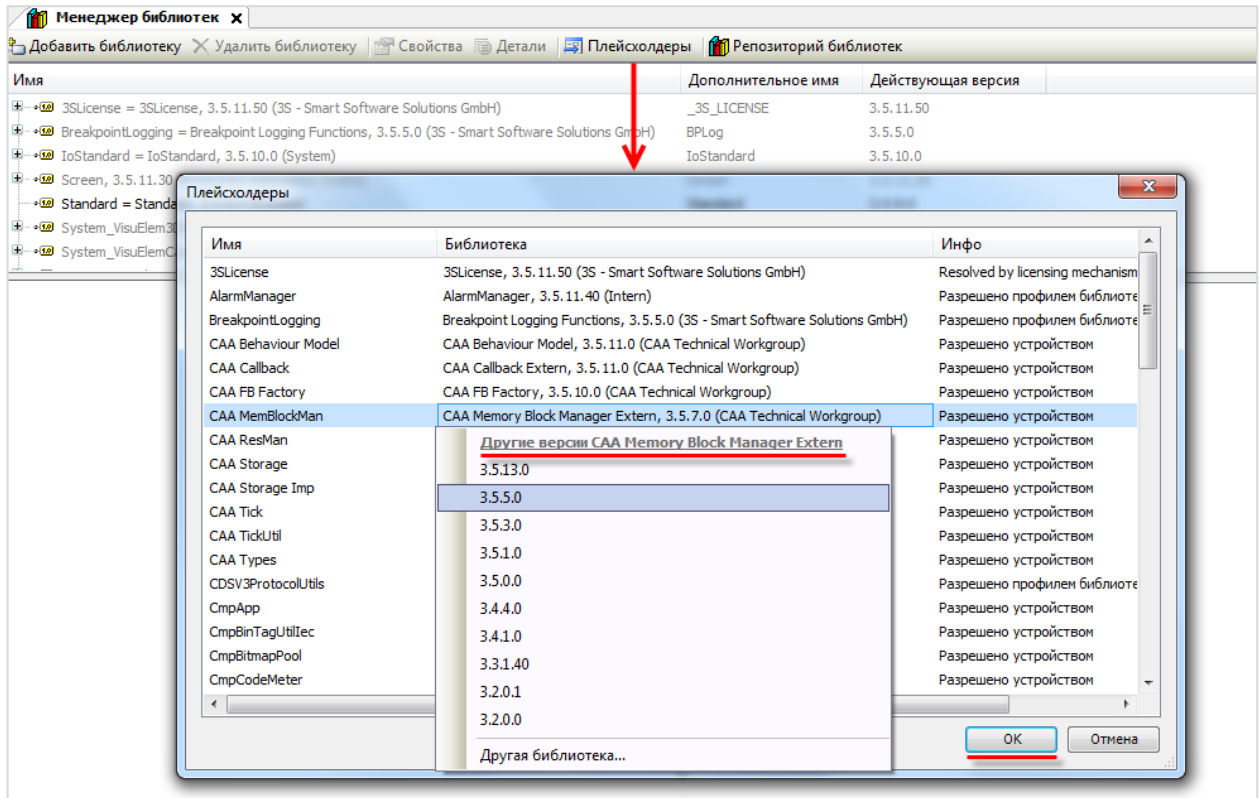 Менеджер библиотек x
Добавить библиотеку Удалить библиотеку Свойства Детали Плейсхолдеры Репозиторий библиотек
Имя Дополнительное имя Действующая версия
3SLicense = 3SLicense, 3.5.11.50 (3S - Smart Software Solutions GmbH) _3S_LICENSE 3.5.11.50
BreakpointLogging = Breakpoint Logging Functions, 3.5.5.0 (3S - Smart Software Solutions GmbH) BPLog 3.5.5.0
IoStandard = IoStandard, 3.5.10.0 (System) IoStandard 3.5.10.0
Screen, 3.5.11.30
Standard = Standa
System_VisuElem3
System_VisuElemC
Плейсхолдеры
Имя Библиотека Инфо
3SLicense 3SLicense, 3.5.11.50 (3S - Smart Software Solutions GmbH) Resolved by licensing mechanism
AlarmManager AlarmManager, 3.5.11.40 (Intern) Разрешено профилем библиоте
BreakpointLogging Breakpoint Logging Functions, 3.5.5.0 (3S - Smart Software Solutions GmbH) Разрешено профилем библиоте
CAA Behaviour Model CAA Behaviour Model, 3.5.11.0 (CAA Technical Workgroup) Разрешено устройством
CAA Callback CAA Callback Extern, 3.5.11.0 (CAA Technical Workgroup) Разрешено устройством
CAA FB Factory CAA FB Factory, 3.5.10.0 (CAA Technical Workgroup) Разрешено устройством
CAA MemBlockMan CAA Memory Block Manager Extern, 3.5.7.0 (CAA Technical Workgroup) Разрешено устройством
CAA ResMan Другие версии CAA Memory Block Manager Extern Разрешено устройством
CAA Storage 3.5.13.0 Разрешено устройством
CAA Storage Imp 3.5.5.0 Разрешено устройством
CAA Tick 3.5.3.0 Разрешено устройством
CAA TickUtil 3.5.1.0 Разрешено устройством
CAA Types 3.5.0.0 Разрешено устройством
CDSV3ProtocolUtils Разрешено профилем библиоте
CmpApp 3.4.4.0 Разрешено устройством
CmpBinTagUtilIec 3.4.1.0 Разрешено устройством
CmpBitmapPool 3.3.1.40 Разрешено устройством
CmpCodeMeter 3.2.0.1 Разрешено устройством
3.2.0.0
Другая библиотека...
OK Отмена